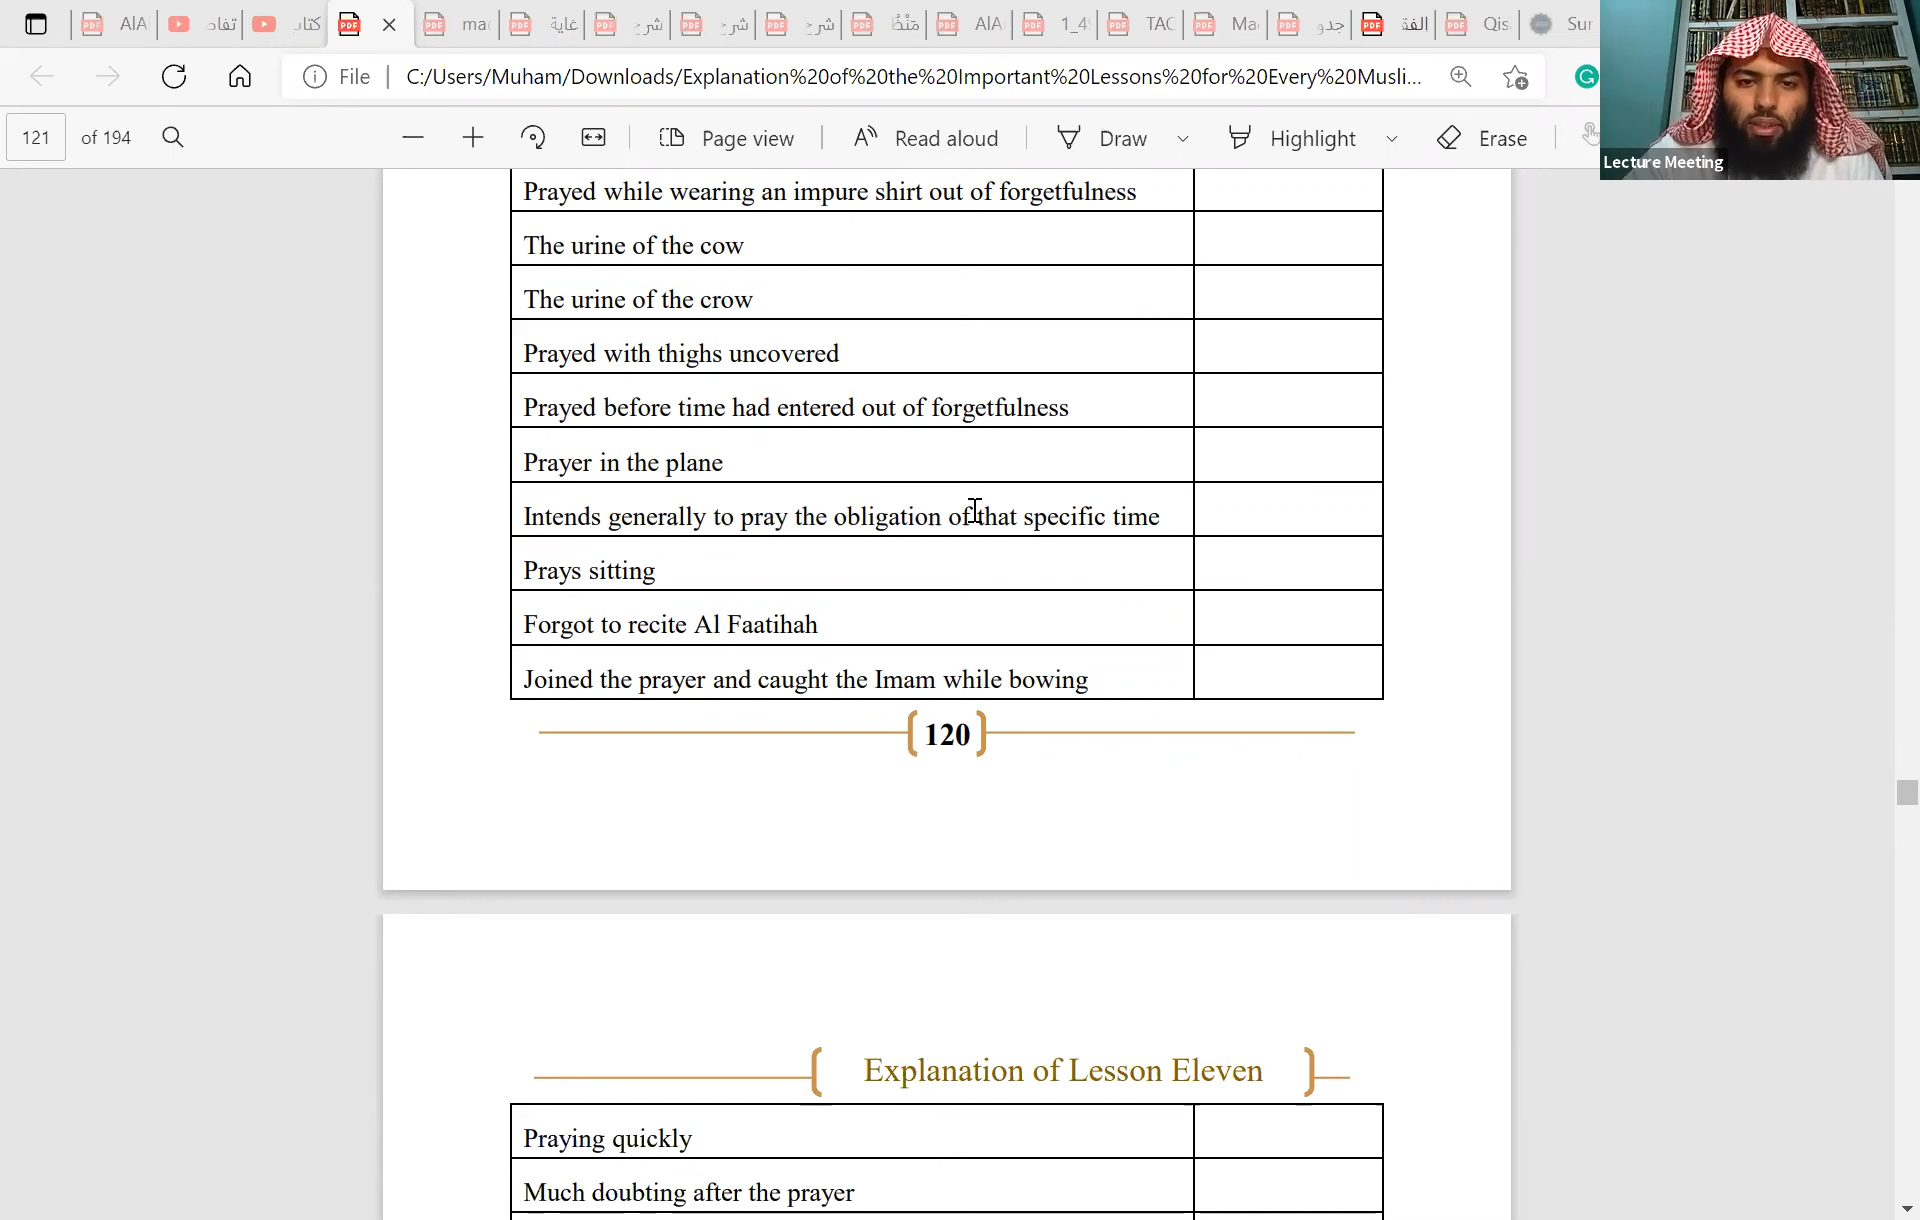 AIA
تفاد
كتاب
mac
غاية
شرح
شرح
شرح
مَنْظُ
AlA
1_4
TAC
Ma
جدو
الفق
Qis
Sur
File
C:/Users/Muham/Downloads/Explanation%20of%20the%20Important%20Lessons%20for%20Every%20Musli...
121 of 194
Page view
Read aloud
Draw
Highlight
Erase
Lecture Meeting
Prayed while wearing an impure shirt out of forgetfulness
The urine of the cow
The urine of the crow
Prayed with thighs uncovered
Prayed before time had entered out of forgetfulness
Prayer in the plane
Intends generally to pray the obligation of that specific time
Prays sitting
Forgot to recite Al Faatihah
Joined the prayer and caught the Imam while bowing
120
Explanation of Lesson Eleven
Praying quickly
Much doubting after the prayer